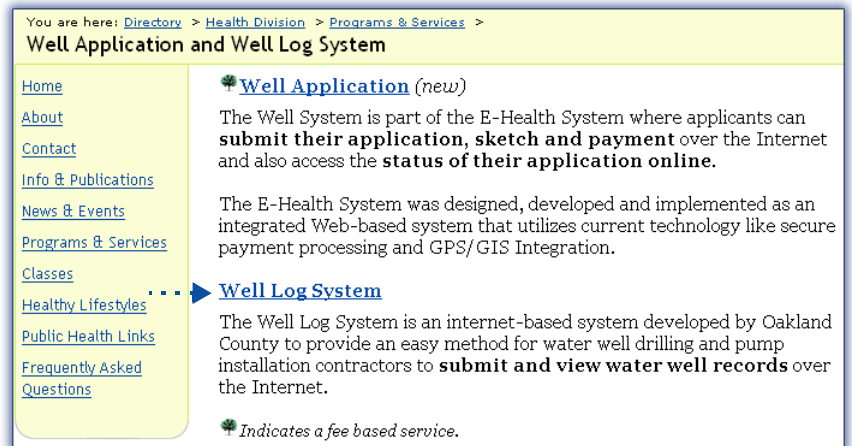 You are here: Directory > Health Division > Programs & Services >
Well Application and Well Log System
Home
About
Contact
Info & Publications
News & Events
Programs & Services
Classes
Healthy Lifestyles
Public Health Links
Frequently Asked
Questions
Well Application (new)
The Well System is part of the E-Health System where applicants can
submit their application, sketch and payment over the Internet
and also access the status of their application online.
The E-Health System was designed, developed and implemented as an
integrated Web-based system that utilizes current technology like secure
payment processing and GPS/GIS Integration.
Well Log System
The Well Log System is an internet-based system developed by Oakland
County to provide an easy method for water well drilling and pump
installation contractors to submit and view water well records over
the Internet.
Indicates a fee based service.